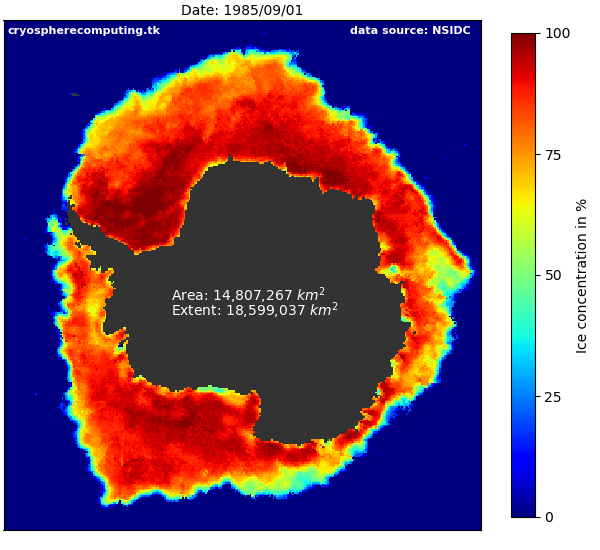 Date: 1985/09/01
cryospherecomputing.tk
data source: NSIDC
100
75
50
25
0
Ice concentration in %
Area: 14,807,267 km²
Extent: 18,599,037 km²